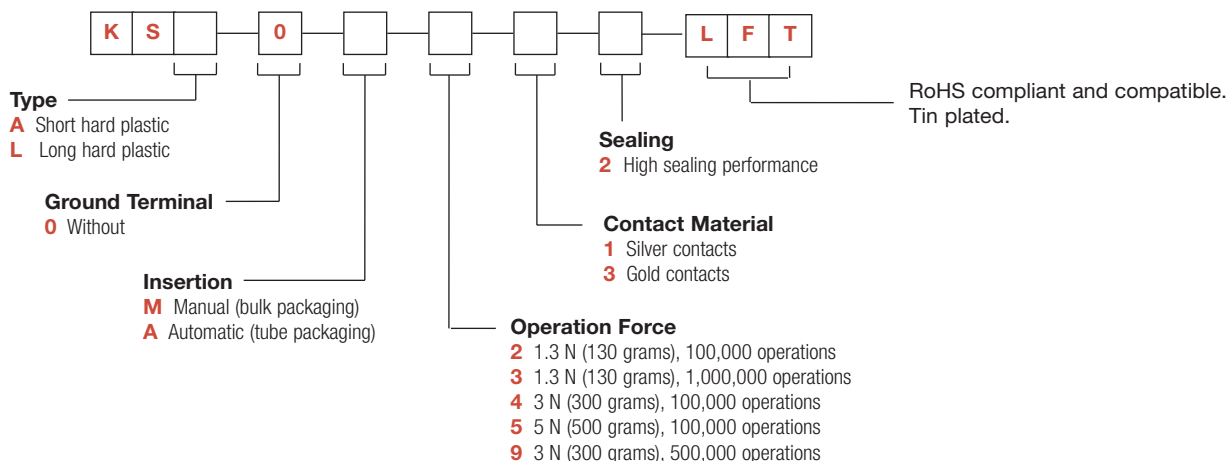 K S 0 L F T
Type
A Short hard plastic
L Long hard plastic
Ground Terminal
0 Without
Insertion
M Manual (bulk packaging)
A Automatic (tube packaging)
Operation Force
2 1.3 N (130 grams), 100,000 operations
3 1.3 N (130 grams), 1,000,000 operations
4 3 N (300 grams), 100,000 operations
5 5 N (500 grams), 100,000 operations
9 3 N (300 grams), 500,000 operations
Contact Material
1 Silver contacts
3 Gold contacts
Sealing
2 High sealing performance
RoHS compliant and compatible.
Tin plated.